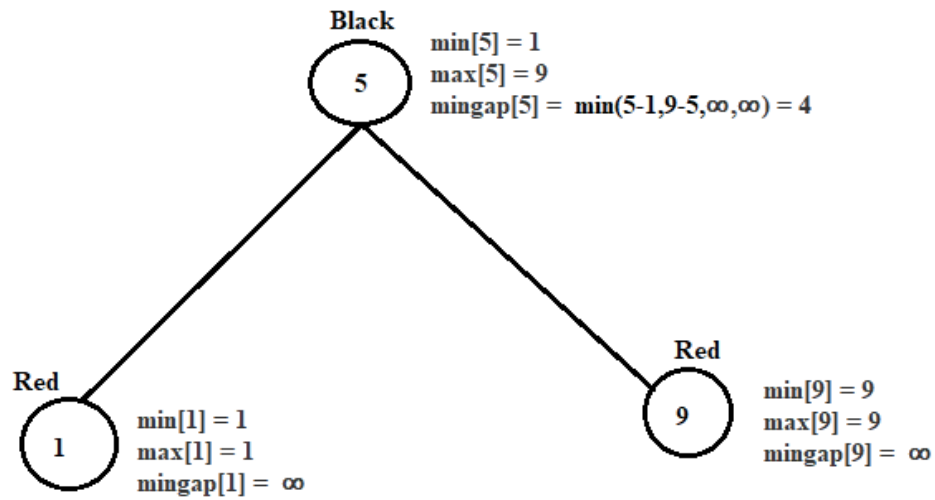 Black
5
min[5] = 1
max[5] = 9
mingap[5] = min(5-1,9-5,∞,∞) = 4
Red
1
min[1] = 1
max[1] = 1
mingap[1] = ∞
Red
9
min[9] = 9
max[9] = 9
mingap[9] = ∞